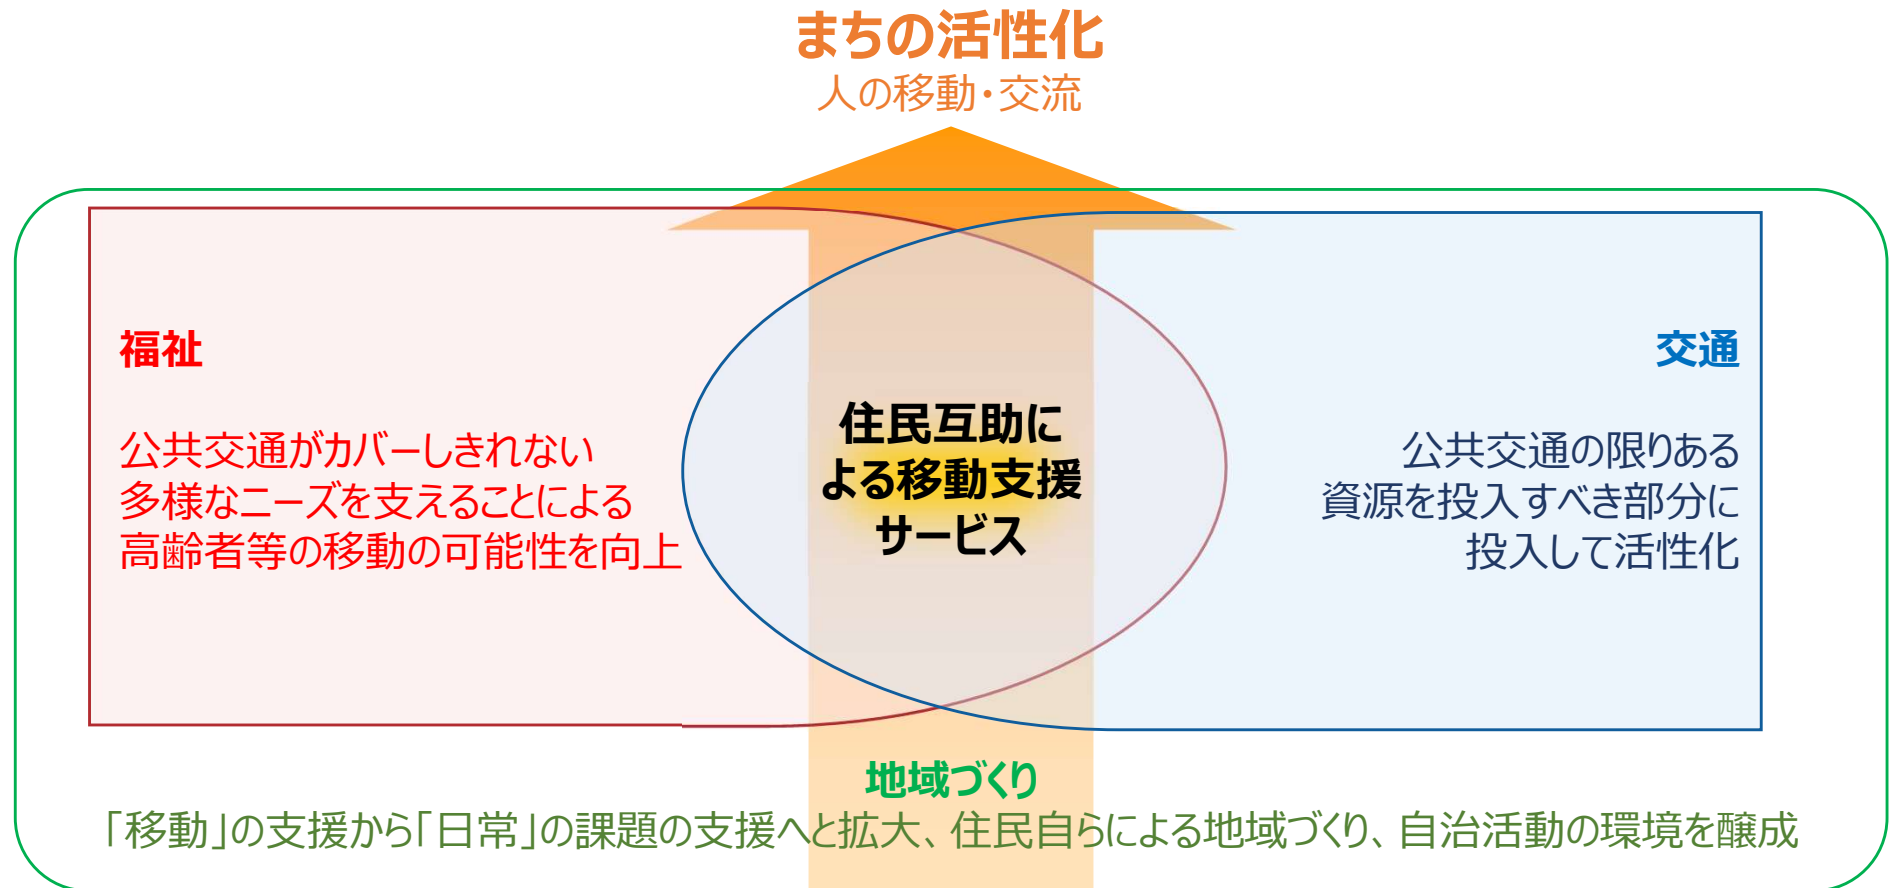 まちの活性化
人の移動・交流
福祉
公共交通がカバーしきれない
多様なニーズを支えることによる
高齢者等の移動の可能性を向上
住民互助に
よる移動支援
サービス
交通
公共交通の限りある
資源を投入すべき部分に
投入して活性化
地域づくり
「移動」の支援から「日常」の課題の支援へと拡大、住民自らによる地域づくり、自治活動の環境を醸成